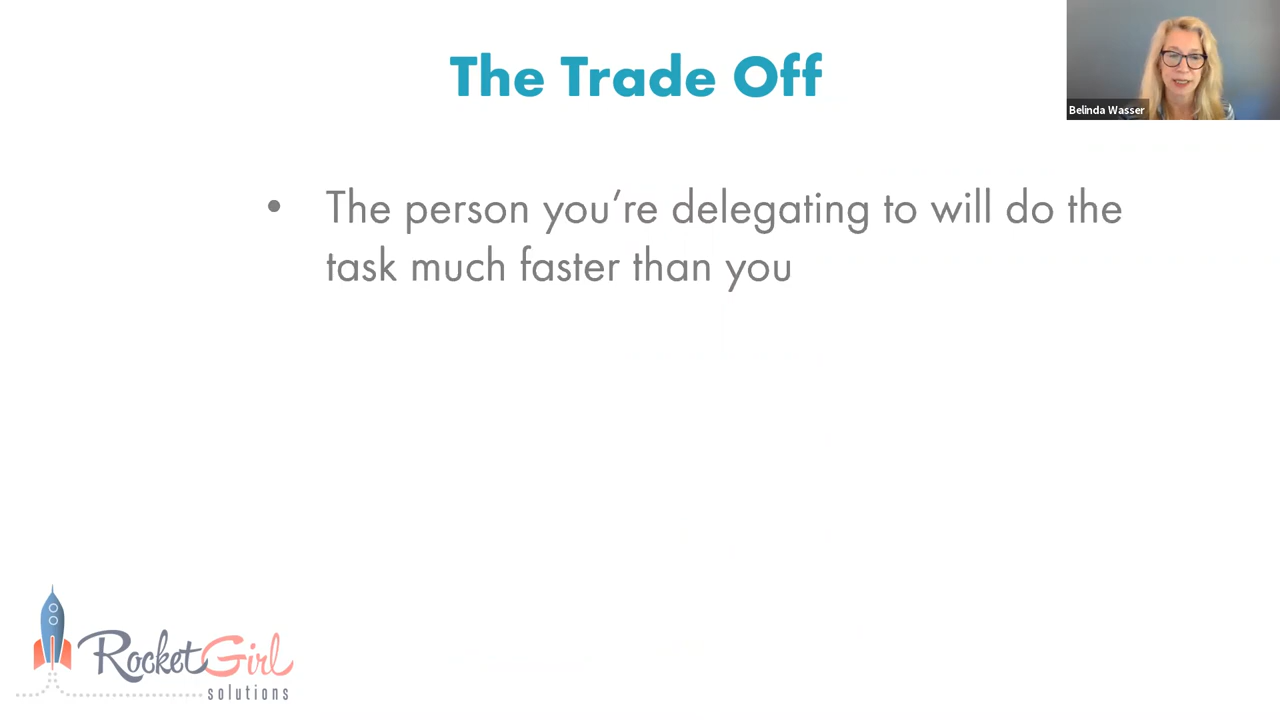 The Trade Off
Belinda Wasser
• The person you're delegating to will do the
task much faster than you
RocketGirl
solutions